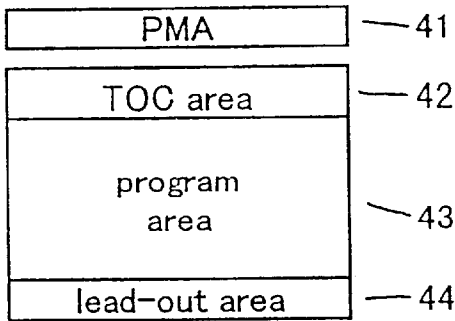 PMA 41
TOC area 42
program
area 43
lead-out area 44